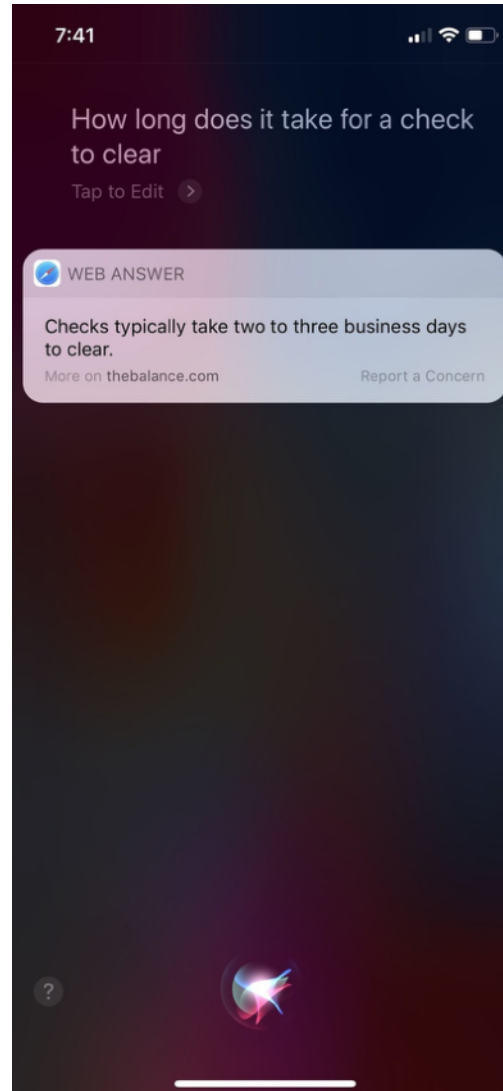 7:41
How long does it take for a check
to clear
Tap to Edit >
WEB ANSWER
Checks typically take two to three business days
to clear.
More on thebalance.com Report a Concern
?